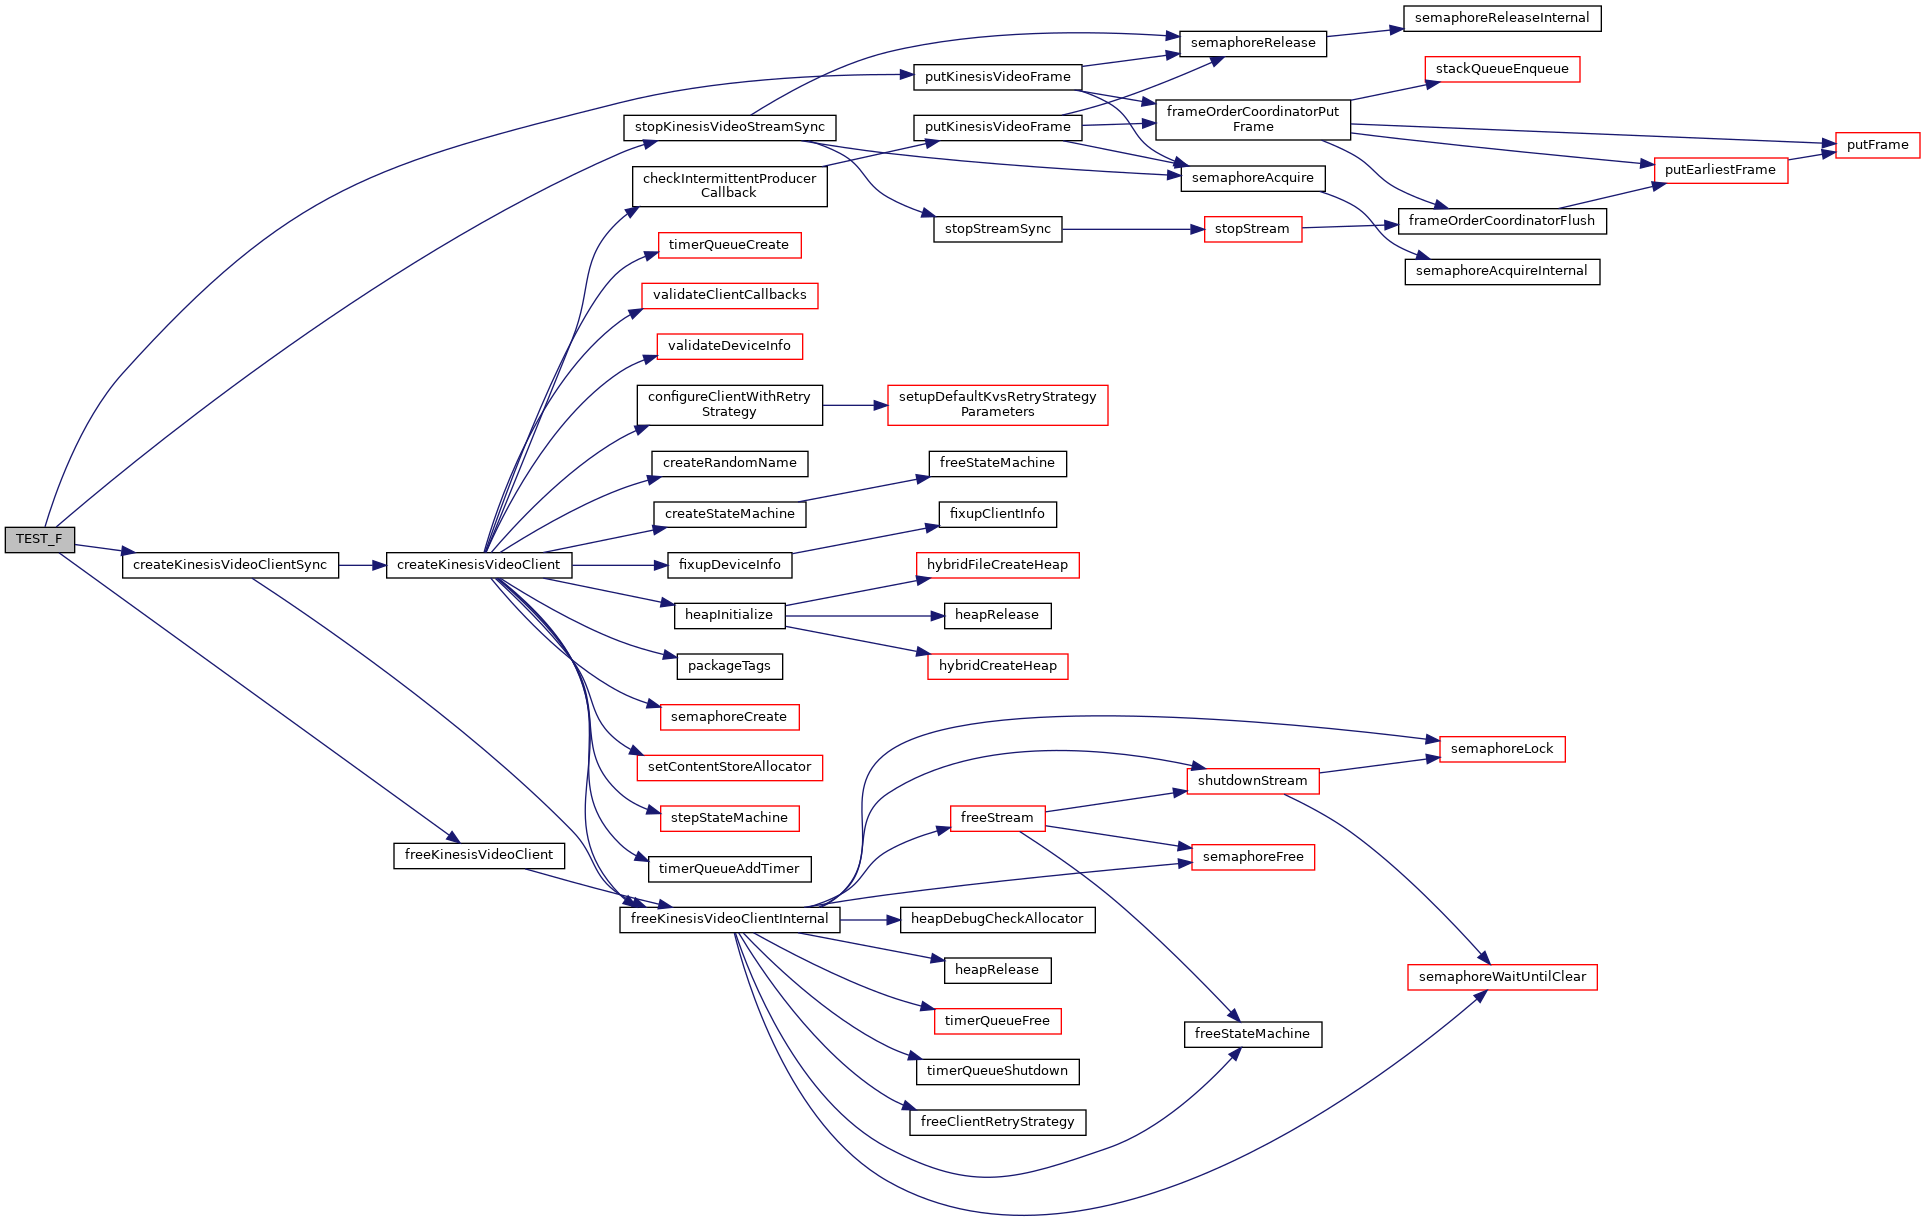 TEST_F
createKinesisVideoClientSync
createKinesisVideoClient
freeKinesisVideoClient
stopKinesisVideoStreamSync
checkIntermittentProducer
Callback
timerQueueCreate
validateClientCallbacks
validateDeviceInfo
configureClientWithRetry
Strategy
createRandomName
createStateMachine
fixupDeviceInfo
heapInitialize
packageTags
semaphoreCreate
setContentStoreAllocator
stepStateMachine
timerQueueAddTimer
freeKinesisVideoClientInternal
putKinesisVideoFrame
putKinesisVideoFrame
stopStreamSync
setupDefaultKvsRetryStrategy
Parameters
freeStateMachine
fixupClientInfo
hybridFileCreateHeap
heapRelease
hybridCreateHeap
freeStream
heapDebugCheckAllocator
heapRelease
timerQueueFree
timerQueueShutdown
freeClientRetryStrategy
semaphoreRelease
frameOrderCoordinatorPut
Frame
semaphoreAcquire
stopStream
shutdownStream
semaphoreFree
freeStateMachine
semaphoreReleaseInternal
stackQueueEnqueue
frameOrderCoordinatorFlush
semaphoreAcquireInternal
semaphoreLock
semaphoreWaitUntilClear
putEarliestFrame
putFrame